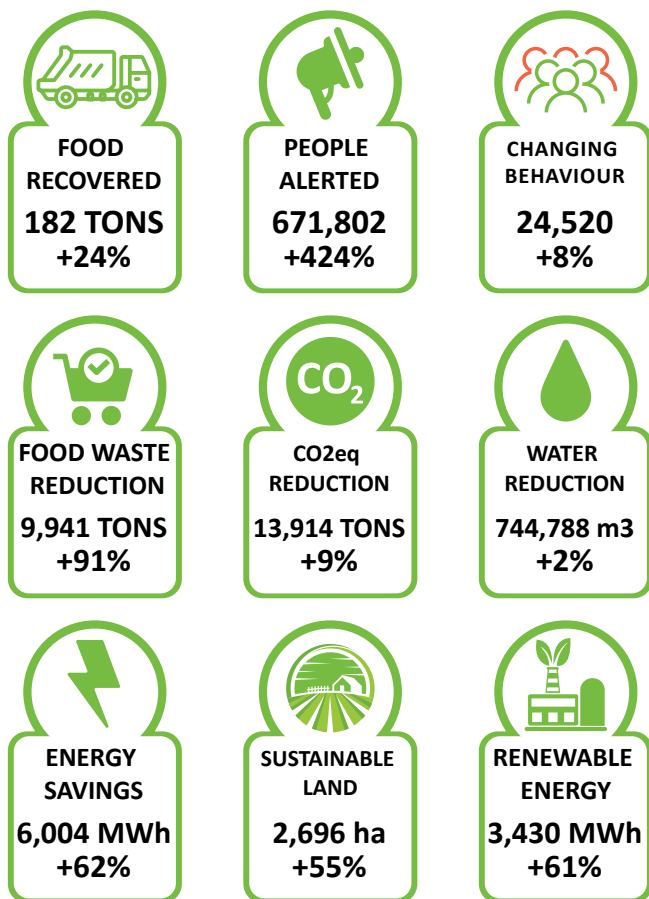 FOOD
RECOVERED
182 TONS
+24%
PEOPLE
ALERTED
671,802
+424%
CHANGING
BEHAVIOUR
24,520
+8%
FOOD WASTE
REDUCTION
9,941 TONS
+91%
CO₂
CO2eq
REDUCTION
13,914 TONS
+9%
WATER
REDUCTION
744,788 m3
+2%
ENERGY
SAVINGS
6,004 MWh
+62%
SUSTAINABLE
LAND
2,696 ha
+55%
RENEWABLE
ENERGY
3,430 MWh
+61%